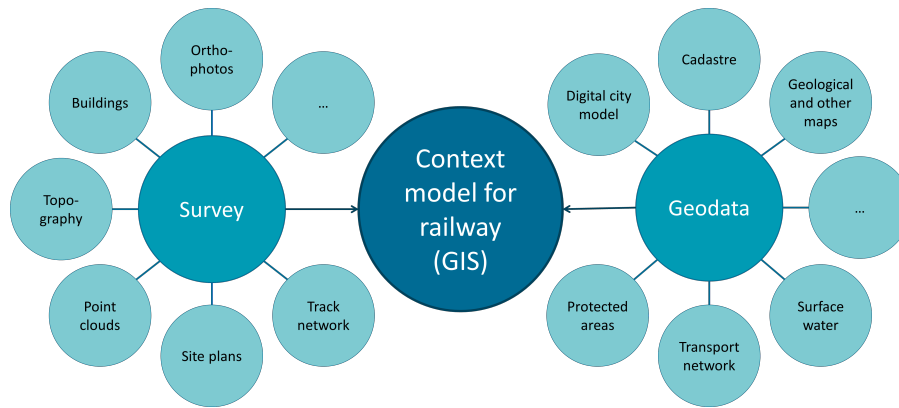 Ortho-
photos
Buildings
...
Topo-
graphy
Survey
Point
clouds
Site plans
Track
network
Context
model for
railway
(GIS)
Cadastre
Digital city
model
Geological
and other
maps
Geodata
...
Protected
areas
Transport
network
Surface
water